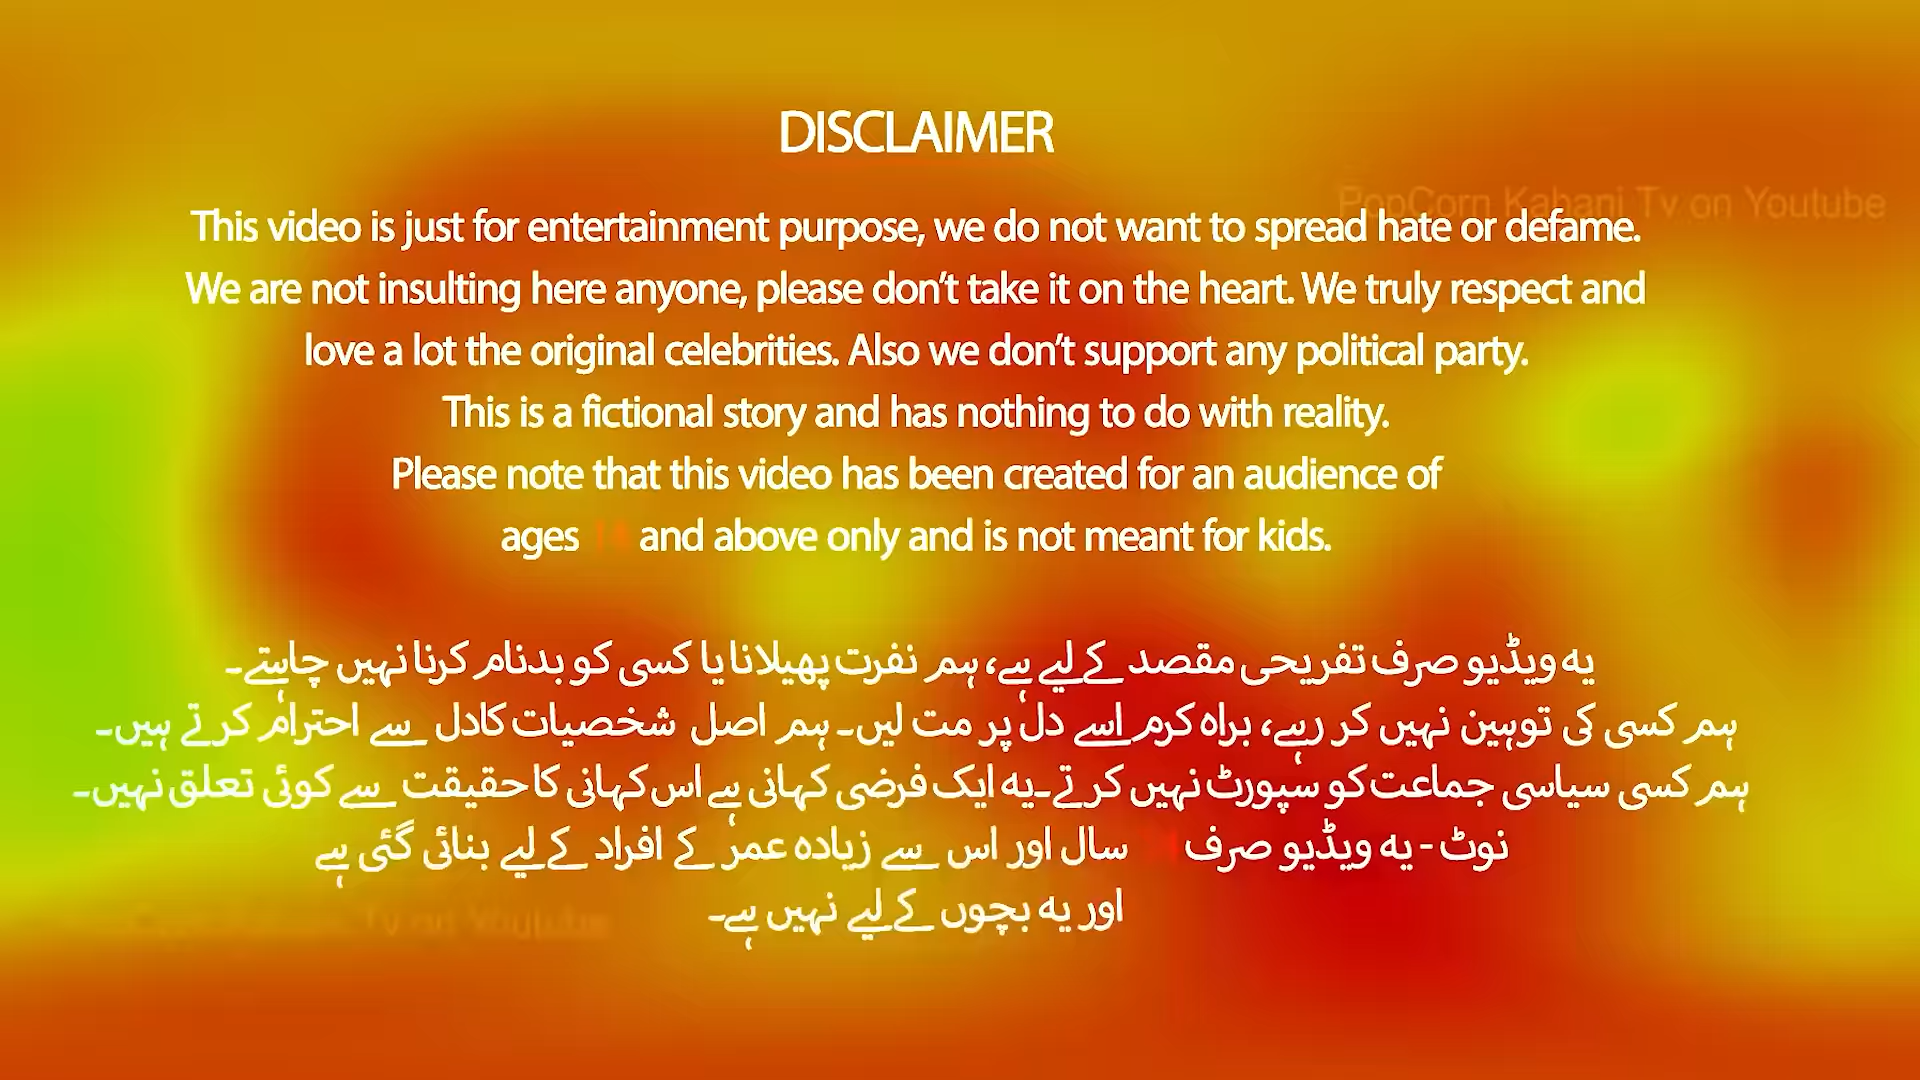 DISCLAIMER
PopCorn Kahani Tv on Youtube
This video is just for entertainment purpose, we do not want to spread hate or defame.
We are not insulting here anyone, please don't take it on the heart. We truly respect and
love a lot the original celebrities. Also we don't support any political party.
This is a fictional story and has nothing to do with reality.
Please note that this video has been created for an audience of
ages and above only and is not meant for kids.
یہ ویڈیو صرف تفریحی مقصد کے لیے ہے، ہم نفرت پھیلانا یا کسی کو بدنام کرنا نہیں چاہتے۔
ہم کسی کی توہین نہیں کر رہے، براہ کرم اسے دل پر مت لیں۔ ہم اصل شخصیات کا دل سے احترام کرتے ہیں۔
ہم کسی سیاسی جماعت کو سپورٹ نہیں کرتے۔ یہ ایک فرضی کہانی ہے اس کہانی کا حقیقت سے کوئی تعلق نہیں۔
نوٹ - یہ ویڈیو صرف سال اور اس سے زیادہ عمر کے افراد کے لیے بنائی گئی ہے
اور یہ بچوں کے لیے نہیں ہے۔
Tv on Youtube